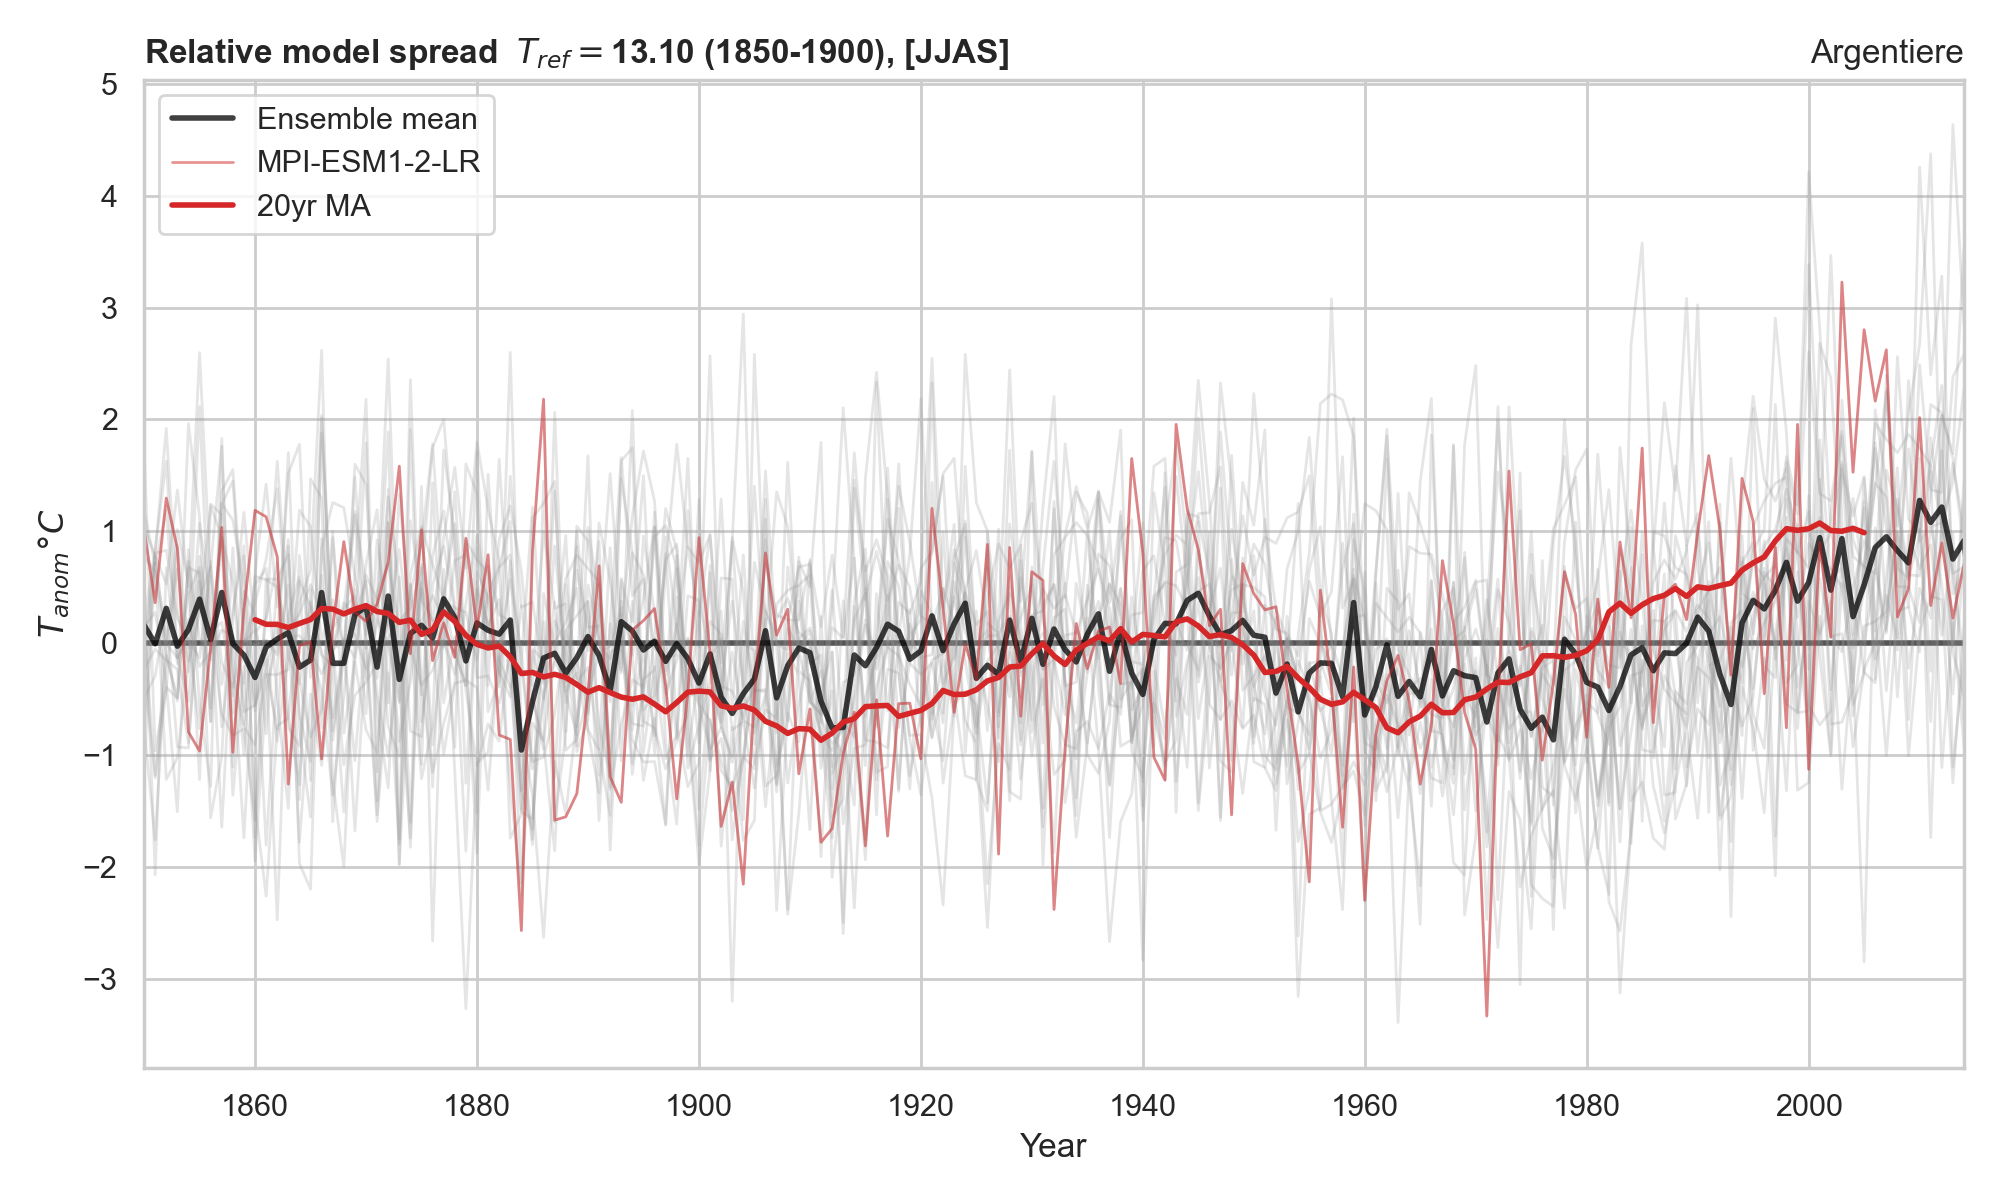 Relative model spread T_ref = 13.10 (1850-1900), [JJAS]
Argentiere
Ensemble mean
MPI-ESM1-2-LR
20yr MA
5
4
3
2
1
0
−1
−2
−3
T_anom °C
1860 1880 1900 1920 1940 1960 1980 2000
Year